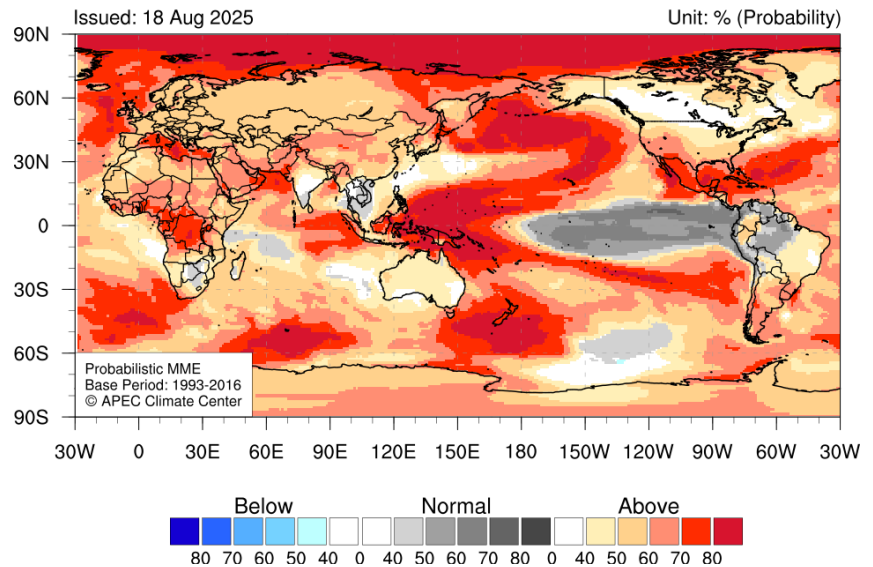 Issued: 18 Aug 2025 Unit: % (Probability)
90N
60N
30N
0
30S
60S
90S
Probabilistic MME
Base Period: 1993-2016
© APEC Climate Center
30W 0 30E 60E 90E 120E 150E 180 150W 120W 90W 60W 30W
Below Normal Above
80 70 60 50 40 0 40 50 60 70 80 0 40 50 60 70 80